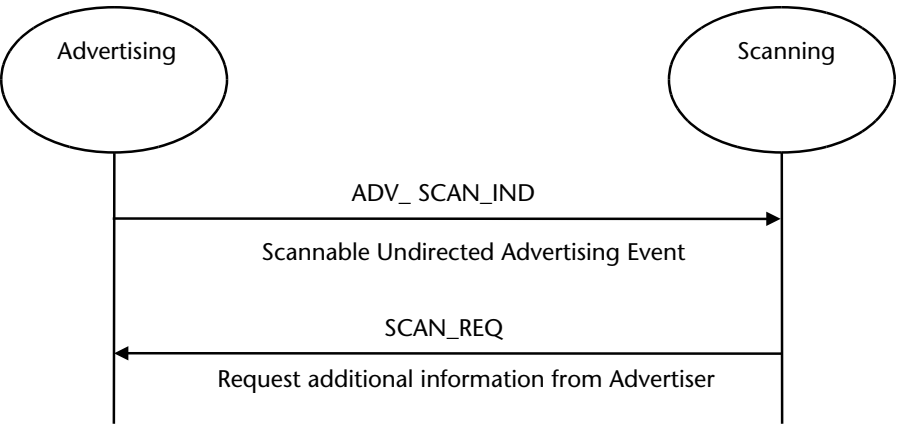 Advertising
Scanning
ADV_ SCAN_IND
Scannable Undirected Advertising Event
SCAN_REQ
Request additional information from Advertiser